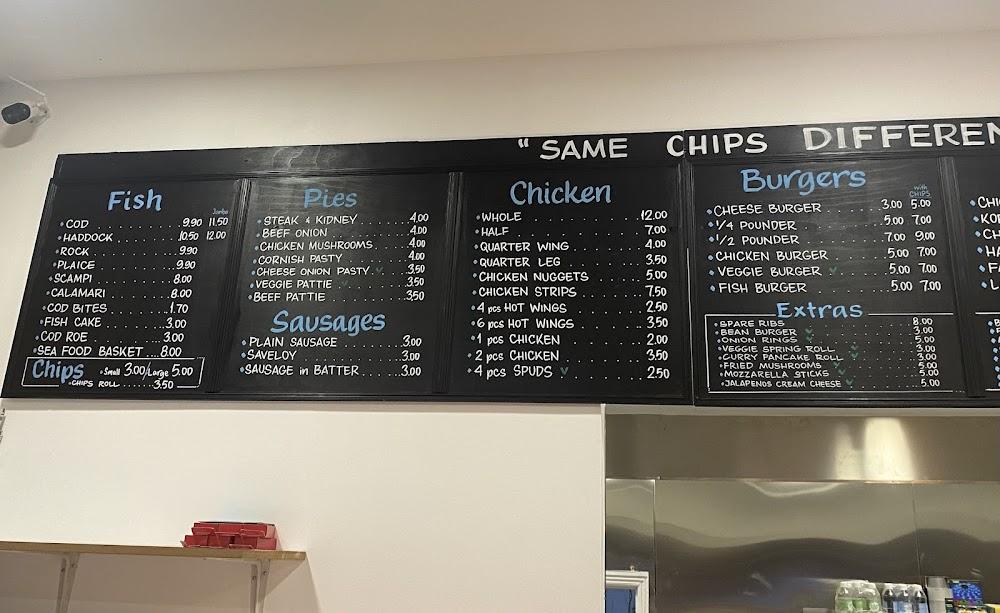 "SAME CHIPS DIFFEREN
Fish
Jumbo
COD 9.90 11.50
HADDOCK 10.50 12.00
ROCK 9.90
PLAICE 9.90
SCAMPI 8.00
CALAMARI 8.00
COD BITES 1.70
FISH CAKE 3.00
COD ROE 3.00
SEA FOOD BASKET 8.00
Chips Small 3.00/Large 5.00
CHIPS ROLL 3.50
Pies
STEAK & KIDNEY 4.00
BEEF ONION 4.00
CHICKEN MUSHROOMS 4.00
CORNISH PASTY 4.00
CHEESE ONION PASTY 3.50
VEGGIE PATTIE 3.50
BEEF PATTIE 3.50
Sausages
PLAIN SAUSAGE 3.00
SAVELOY 3.00
SAUSAGE in BATTER 3.00
Chicken
WHOLE 12.00
HALF 7.00
QUARTER WING 4.00
QUARTER LEG 3.50
CHICKEN NUGGETS 5.00
CHICKEN STRIPS 7.50
4 pcs HOT WINGS 2.50
6 pcs HOT WINGS 3.50
1 pcs CHICKEN 2.00
2 pcs CHICKEN 3.50
4 pcs SPUDS 2.50
Burgers
with
CHIPS
CHEESE BURGER 3.00 5.00
1/4 POUNDER 5.00 7.00
1/2 POUNDER 7.00 9.00
CHICKEN BURGER 5.00 7.00
VEGGIE BURGER 5.00 7.00
FISH BURGER 5.00 7.00
Extras
SPARE RIBS 8.00
BEAN BURGER 3.00
ONION RINGS 5.00
VEGGIE SPRING ROLL 3.00
CURRY PANCAKE ROLL 3.00
FRIED MUSHROOMS 5.00
MOZZARELLA STICKS 5.00
JALAPENOS CREAM CHEESE 5.00